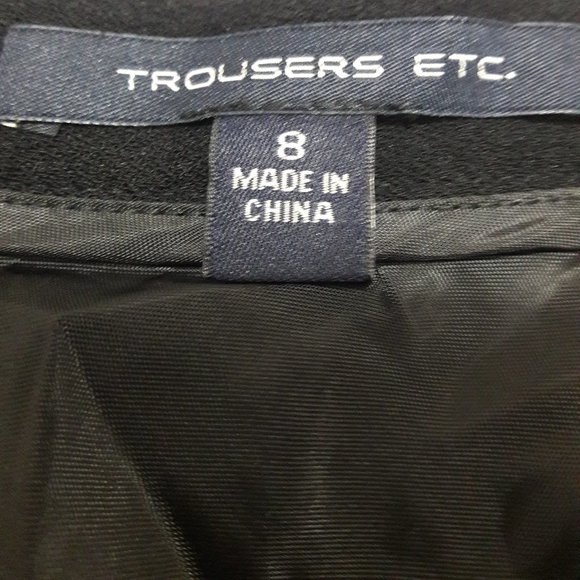 TROUSERS ETC.
8
MADE IN
CHINA